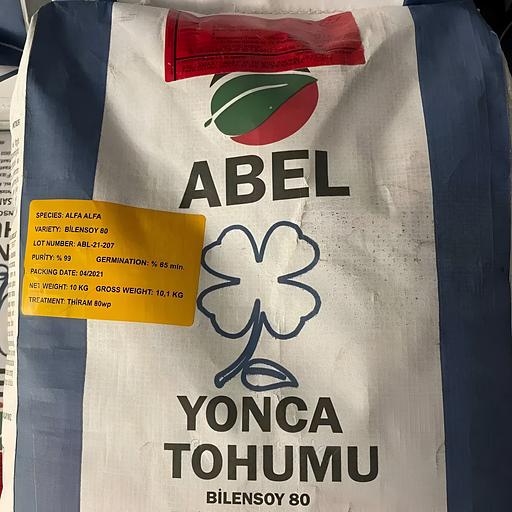 ABEL
SPECIES: ALFA ALFA
VARIETY: BİLENSOY 80
LOT NUMBER: ABL-21-207
PURİTY: % 99 GERMINATION: % 85 min.
PACKING DATE: 04/2021
NET WEIGHT: 10 KG GROSS WEIGHT: 10,1 KG
TREATMENT: THİRAM 80wp
YONCA
TOHUMU
BİLENSOY 80